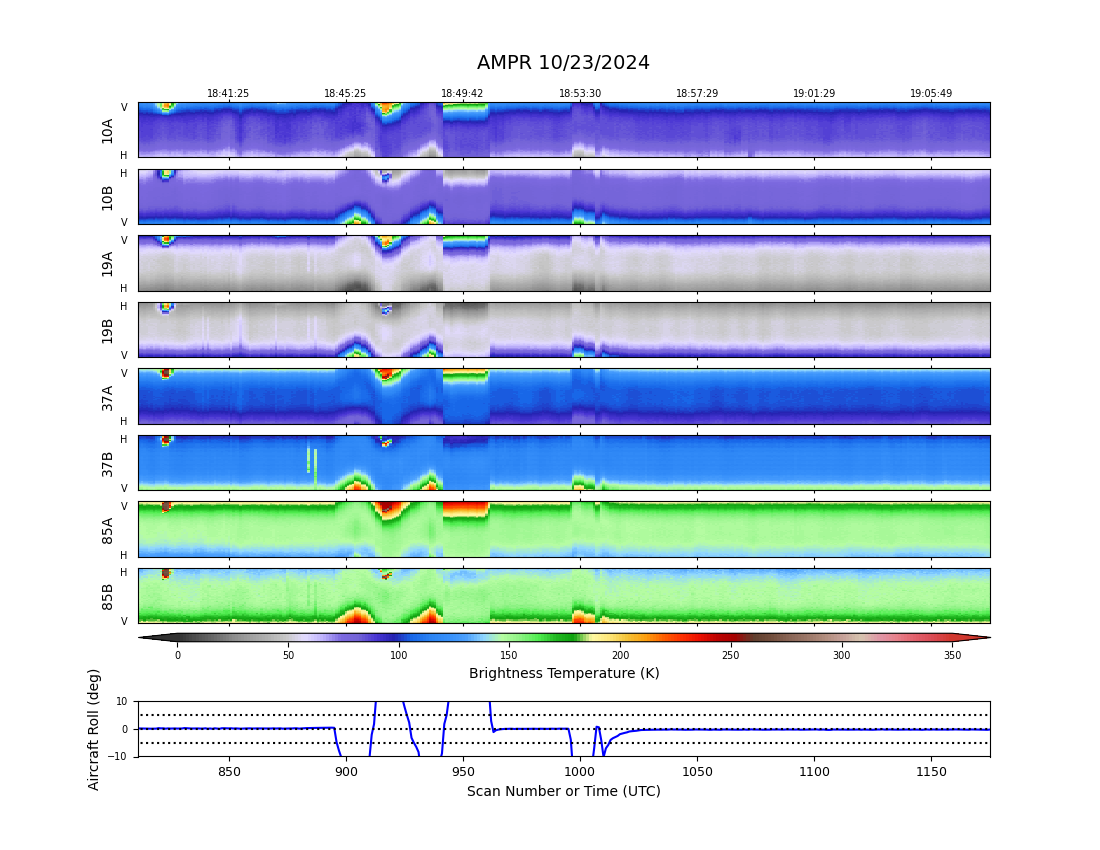 AMPR 10/23/2024
18:41:25 18:45:25 18:49:42 18:53:30 18:57:29 19:01:29 19:05:49
V
10A
H
H
10B
V
V
19A
H
H
19B
V
V
37A
H
H
37B
V
V
85A
H
H
85B
V
0 50 100 150 200 250 300 350
Brightness Temperature (K)
Aircraft Roll (deg)
10
0
−10
850 900 950 1000 1050 1100 1150
Scan Number or Time (UTC)